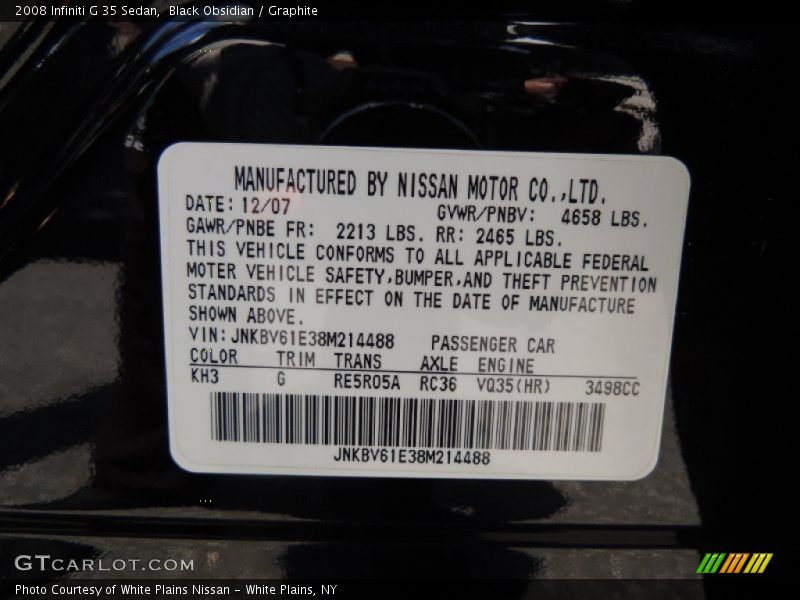 2008 Infiniti G 35 Sedan, Black Obsidian / Graphite
MANUFACTURED BY NISSAN MOTOR CO.,LTD.
DATE: 12/07 GVWR/PNBV: 4658 LBS.
GAWR/PNBE FR: 2213 LBS. RR: 2465 LBS.
THIS VEHICLE CONFORMS TO ALL APPLICABLE FEDERAL
MOTER VEHICLE SAFETY,BUMPER,AND THEFT PREVENTION
STANDARDS IN EFFECT ON THE DATE OF MANUFACTURE
SHOWN ABOVE.
VIN: JNKBV61E38M214488 PASSENGER CAR
COLOR TRIM TRANS AXLE ENGINE
KH3 G RE5R05A RC36 VQ35(HR) 3498CC
JNKBV61E38M214488
GTCARLOT.COM
Photo Courtesy of White Plains Nissan - White Plains, NY